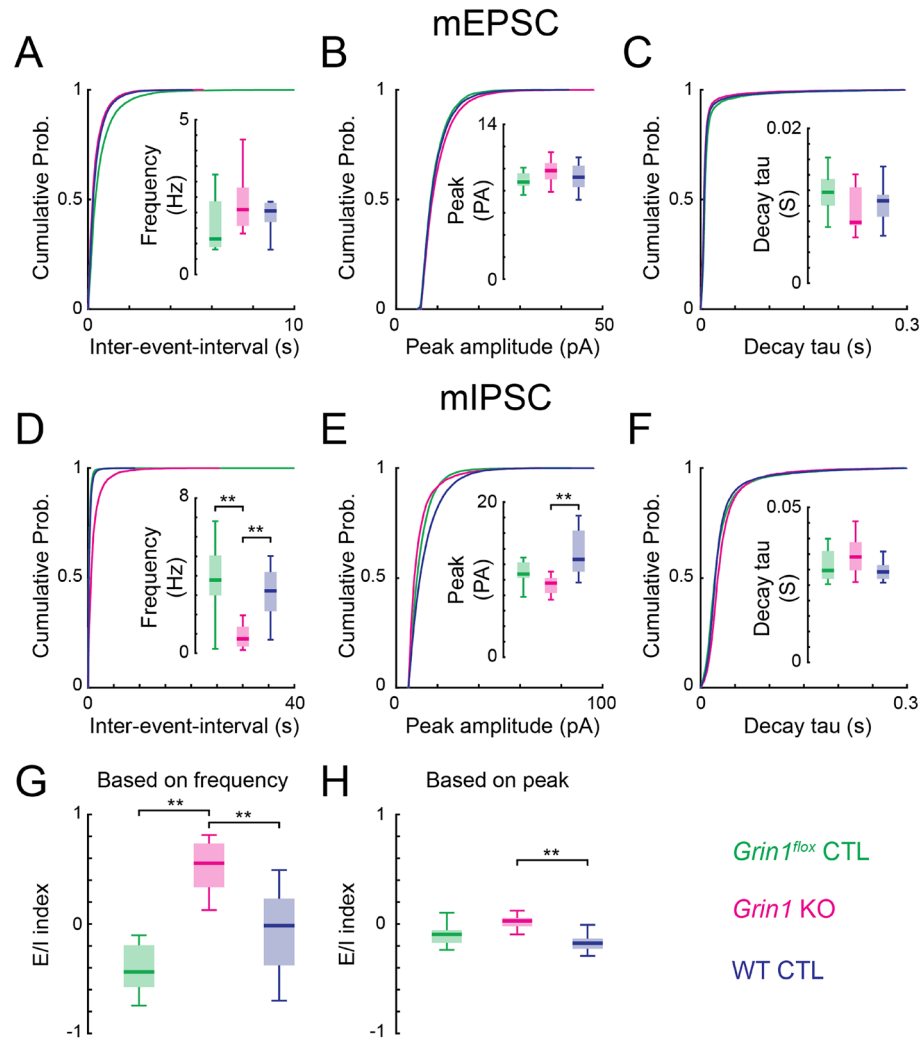 mEPSC
A
B
C
Cumulative Prob.
1
0.5
0
0
10
Inter-event-interval (s)
Frequency
(Hz)
5
0
Cumulative Prob.
1
0.5
0
0
50
Peak amplitude (pA)
Peak
(PA)
14
0
Cumulative Prob.
1
0.5
0
0
0.3
Decay tau (s)
Decay tau
(S)
0.02
0
mIPSC
D
E
F
Cumulative Prob.
1
0.5
0
0
40
Inter-event-interval (s)
Frequency
(Hz)
8
0
**
**
Cumulative Prob.
1
0.5
0
0
100
Peak amplitude (pA)
Peak
(PA)
20
0
**
Cumulative Prob.
1
0.5
0
0
0.3
Decay tau (s)
Decay tau
(S)
0.05
0
G
Based on frequency
E/I index
1
0
-1
**
**
H
Based on peak
E/I index
1
0
-1
**
Grin1flox CTL
Grin1 KO
WT CTL